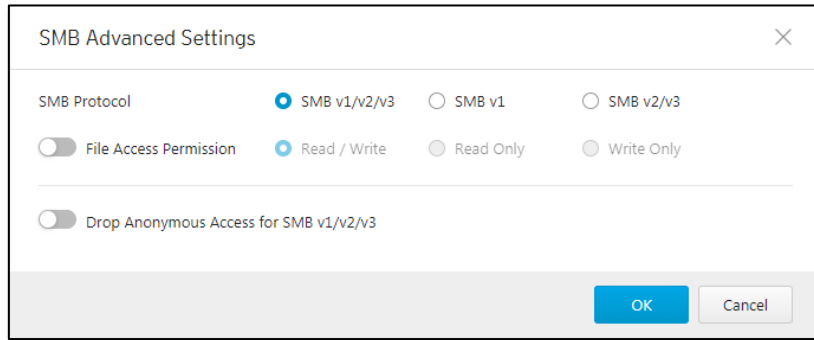 SMB Advanced Settings
SMB Protocol SMB v1/v2/v3 SMB v1 SMB v2/v3
File Access Permission Read / Write Read Only Write Only
Drop Anonymous Access for SMB v1/v2/v3
OK Cancel